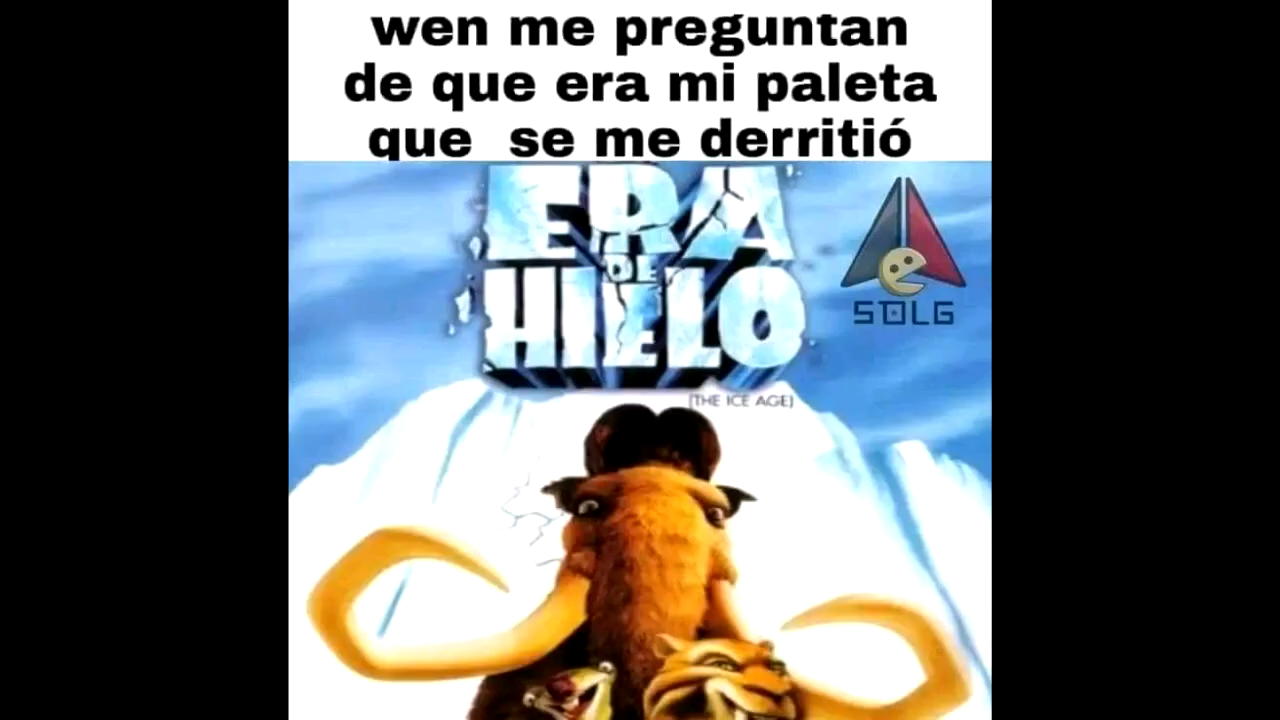 wen me preguntan
de que era mi paleta
que se me derritió
ERA
DE
HIELO
(THE ICE AGE)
SOLG